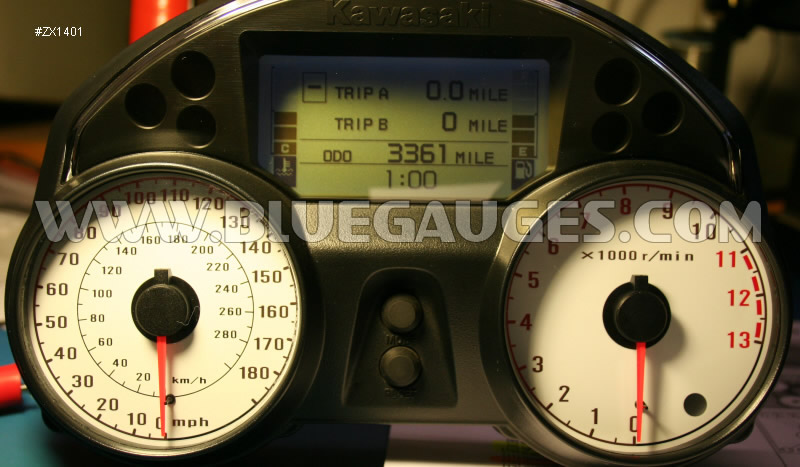 #ZX1401
Kawasaki
TRIP A 0.0 MILE
TRIP B 0 MILE
ODO 3361 MILE
1:00
C
E
WWW.BLUEGAUGES.COM
0 10 20 30 40 50 60 70 80 90 100 110 120 130 140 150 160 170 180
mph
20 40 60 80 100 120 140 160 180 200 220 240 260 280
km/h
0 1 2 3 4 5 6 7 8 9 10 11 12 13
X1000 r/min